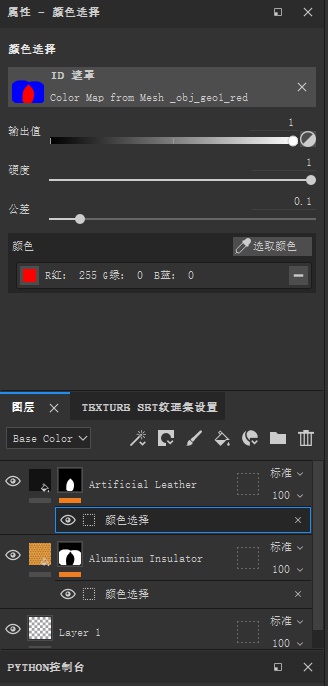 属性 - 颜色选择
颜色选择
ID 遮罩
Color Map from Mesh _obj_geo1_red
输出值 1
硬度 1
公差 0.1
颜色 选取颜色
R红: 255 G绿: 0 B蓝: 0
图层 TEXTURE SET纹理集设置
Base Color
标准
Artificial Leather
100
颜色选择
标准
Aluminium Insulator
100
颜色选择
标准
Layer 1
100
PYTHON控制台